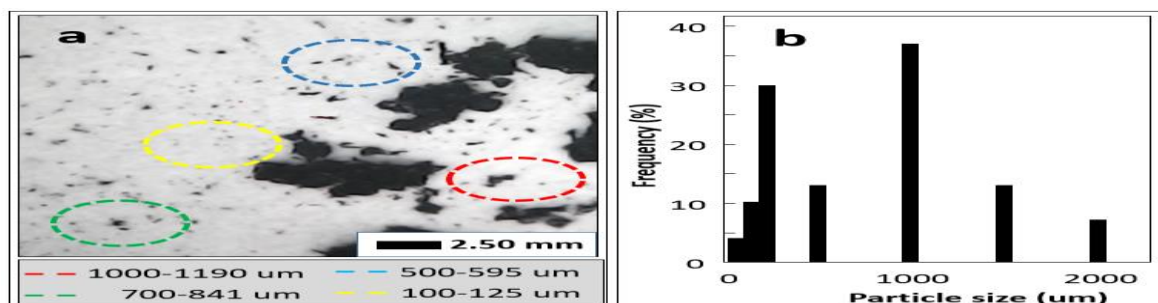 a
2.50 mm
1000-1190 um
500-595 um
700-841 um
100-125 um
b
Frequency (%)
40
30
20
10
0
0
1000
2000
Particle size (um)